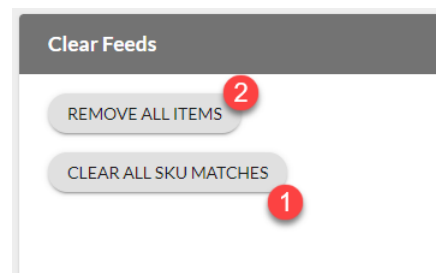 Clear Feeds
2
REMOVE ALL ITEMS
CLEAR ALL SKU MATCHES
1